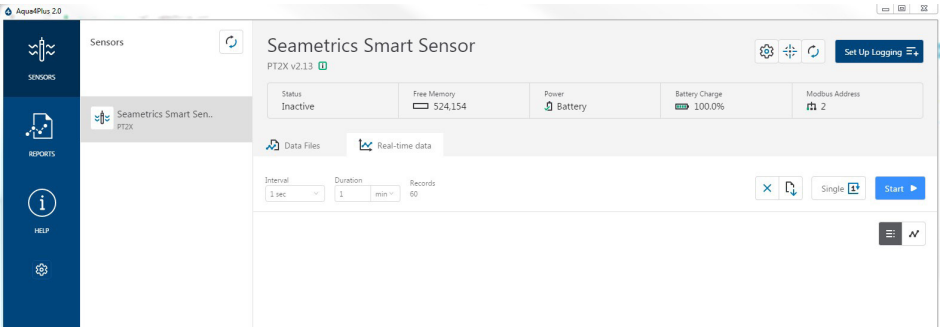 Aqua4Plus 2.0
SENSORS
REPORTS
HELP
Sensors
Seametrics Smart Sen..
PT2X
Seametrics Smart Sensor
PT2X v2.13
Set Up Logging
Status
Inactive
Free Memory
524,154
Power
Battery
Battery Charge
100.0%
Modbus Address
2
Data Files
Real-time data
Interval
1 sec
Duration
1 min
Records
60
Single
Start